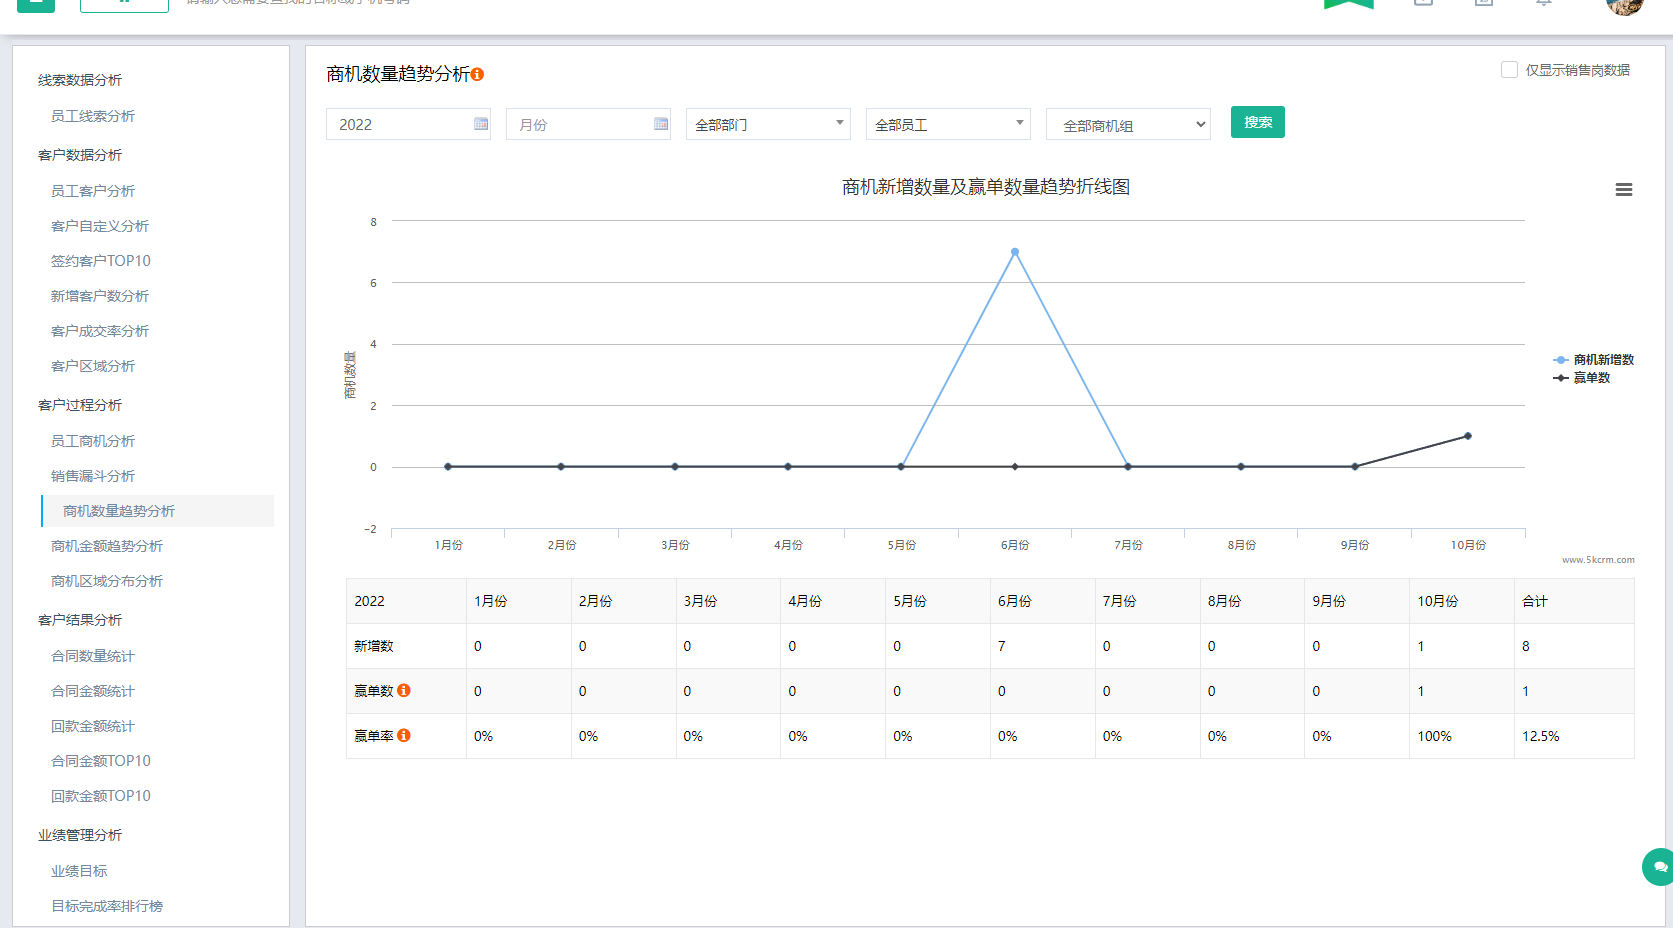 线索数据分析
员工线索分析
客户数据分析
员工客户分析
客户自定义分析
签约客户TOP10
新增客户数分析
客户成交率分析
客户区域分析
客户过程分析
员工商机分析
销售漏斗分析
商机数量趋势分析
商机金额趋势分析
商机区域分布分析
客户结果分析
合同数量统计
合同金额统计
回款金额统计
合同金额TOP10
回款金额TOP10
业绩管理分析
业绩目标
目标完成率排行榜
商机数量趋势分析
仅显示销售岗数据
2022 月份 全部部门 全部员工 全部商机组 搜索
商机新增数量及赢单数量趋势折线图
8
6
4
2
0
-2
商机数量
商机新增数
赢单数
1月份 2月份 3月份 4月份 5月份 6月份 7月份 8月份 9月份 10月份
www.5kcrm.com
2022 1月份 2月份 3月份 4月份 5月份 6月份 7月份 8月份 9月份 10月份 合计
新增数 0 0 0 0 0 7 0 0 0 1 8
赢单数 0 0 0 0 0 0 0 0 0 1 1
赢单率 0% 0% 0% 0% 0% 0% 0% 0% 0% 100% 12.5%